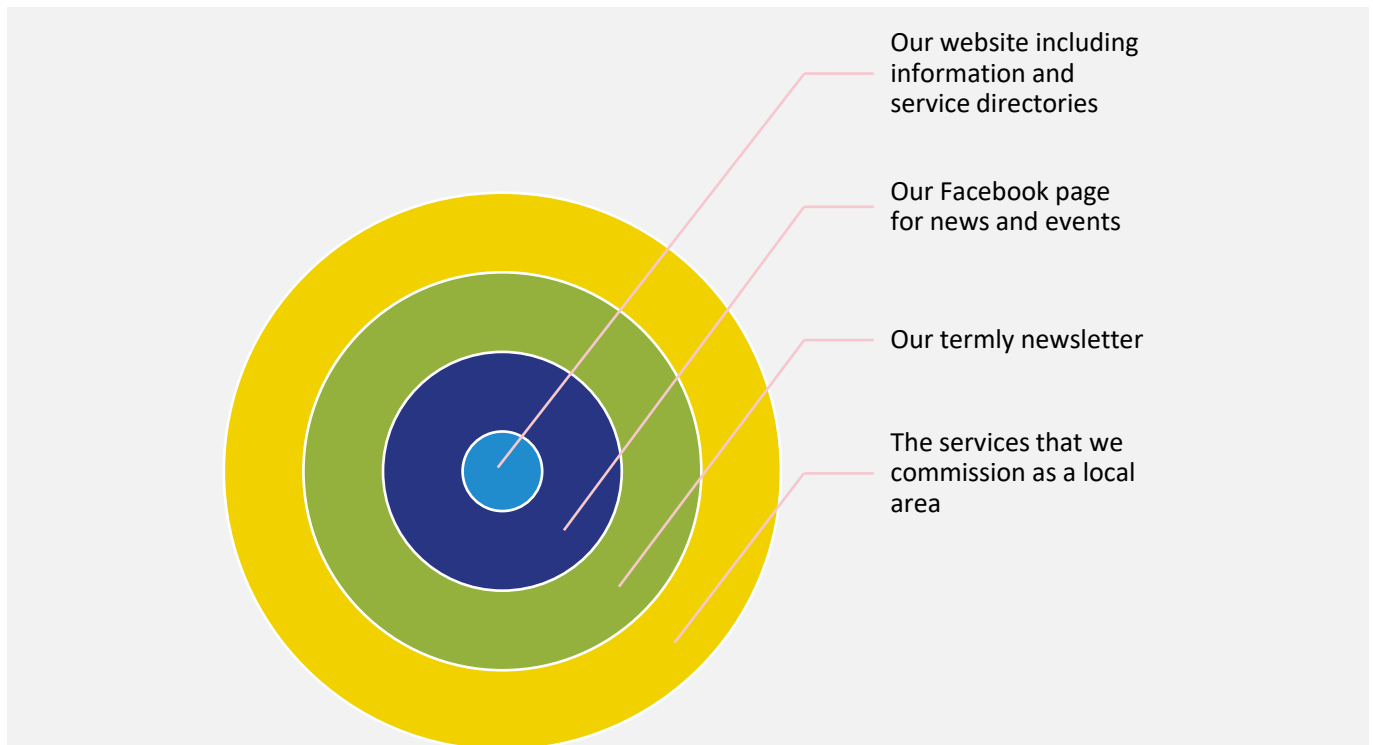 Our website including
information and
service directories
Our Facebook page
for news and events
Our termly newsletter
The services that we
commission as a local
area